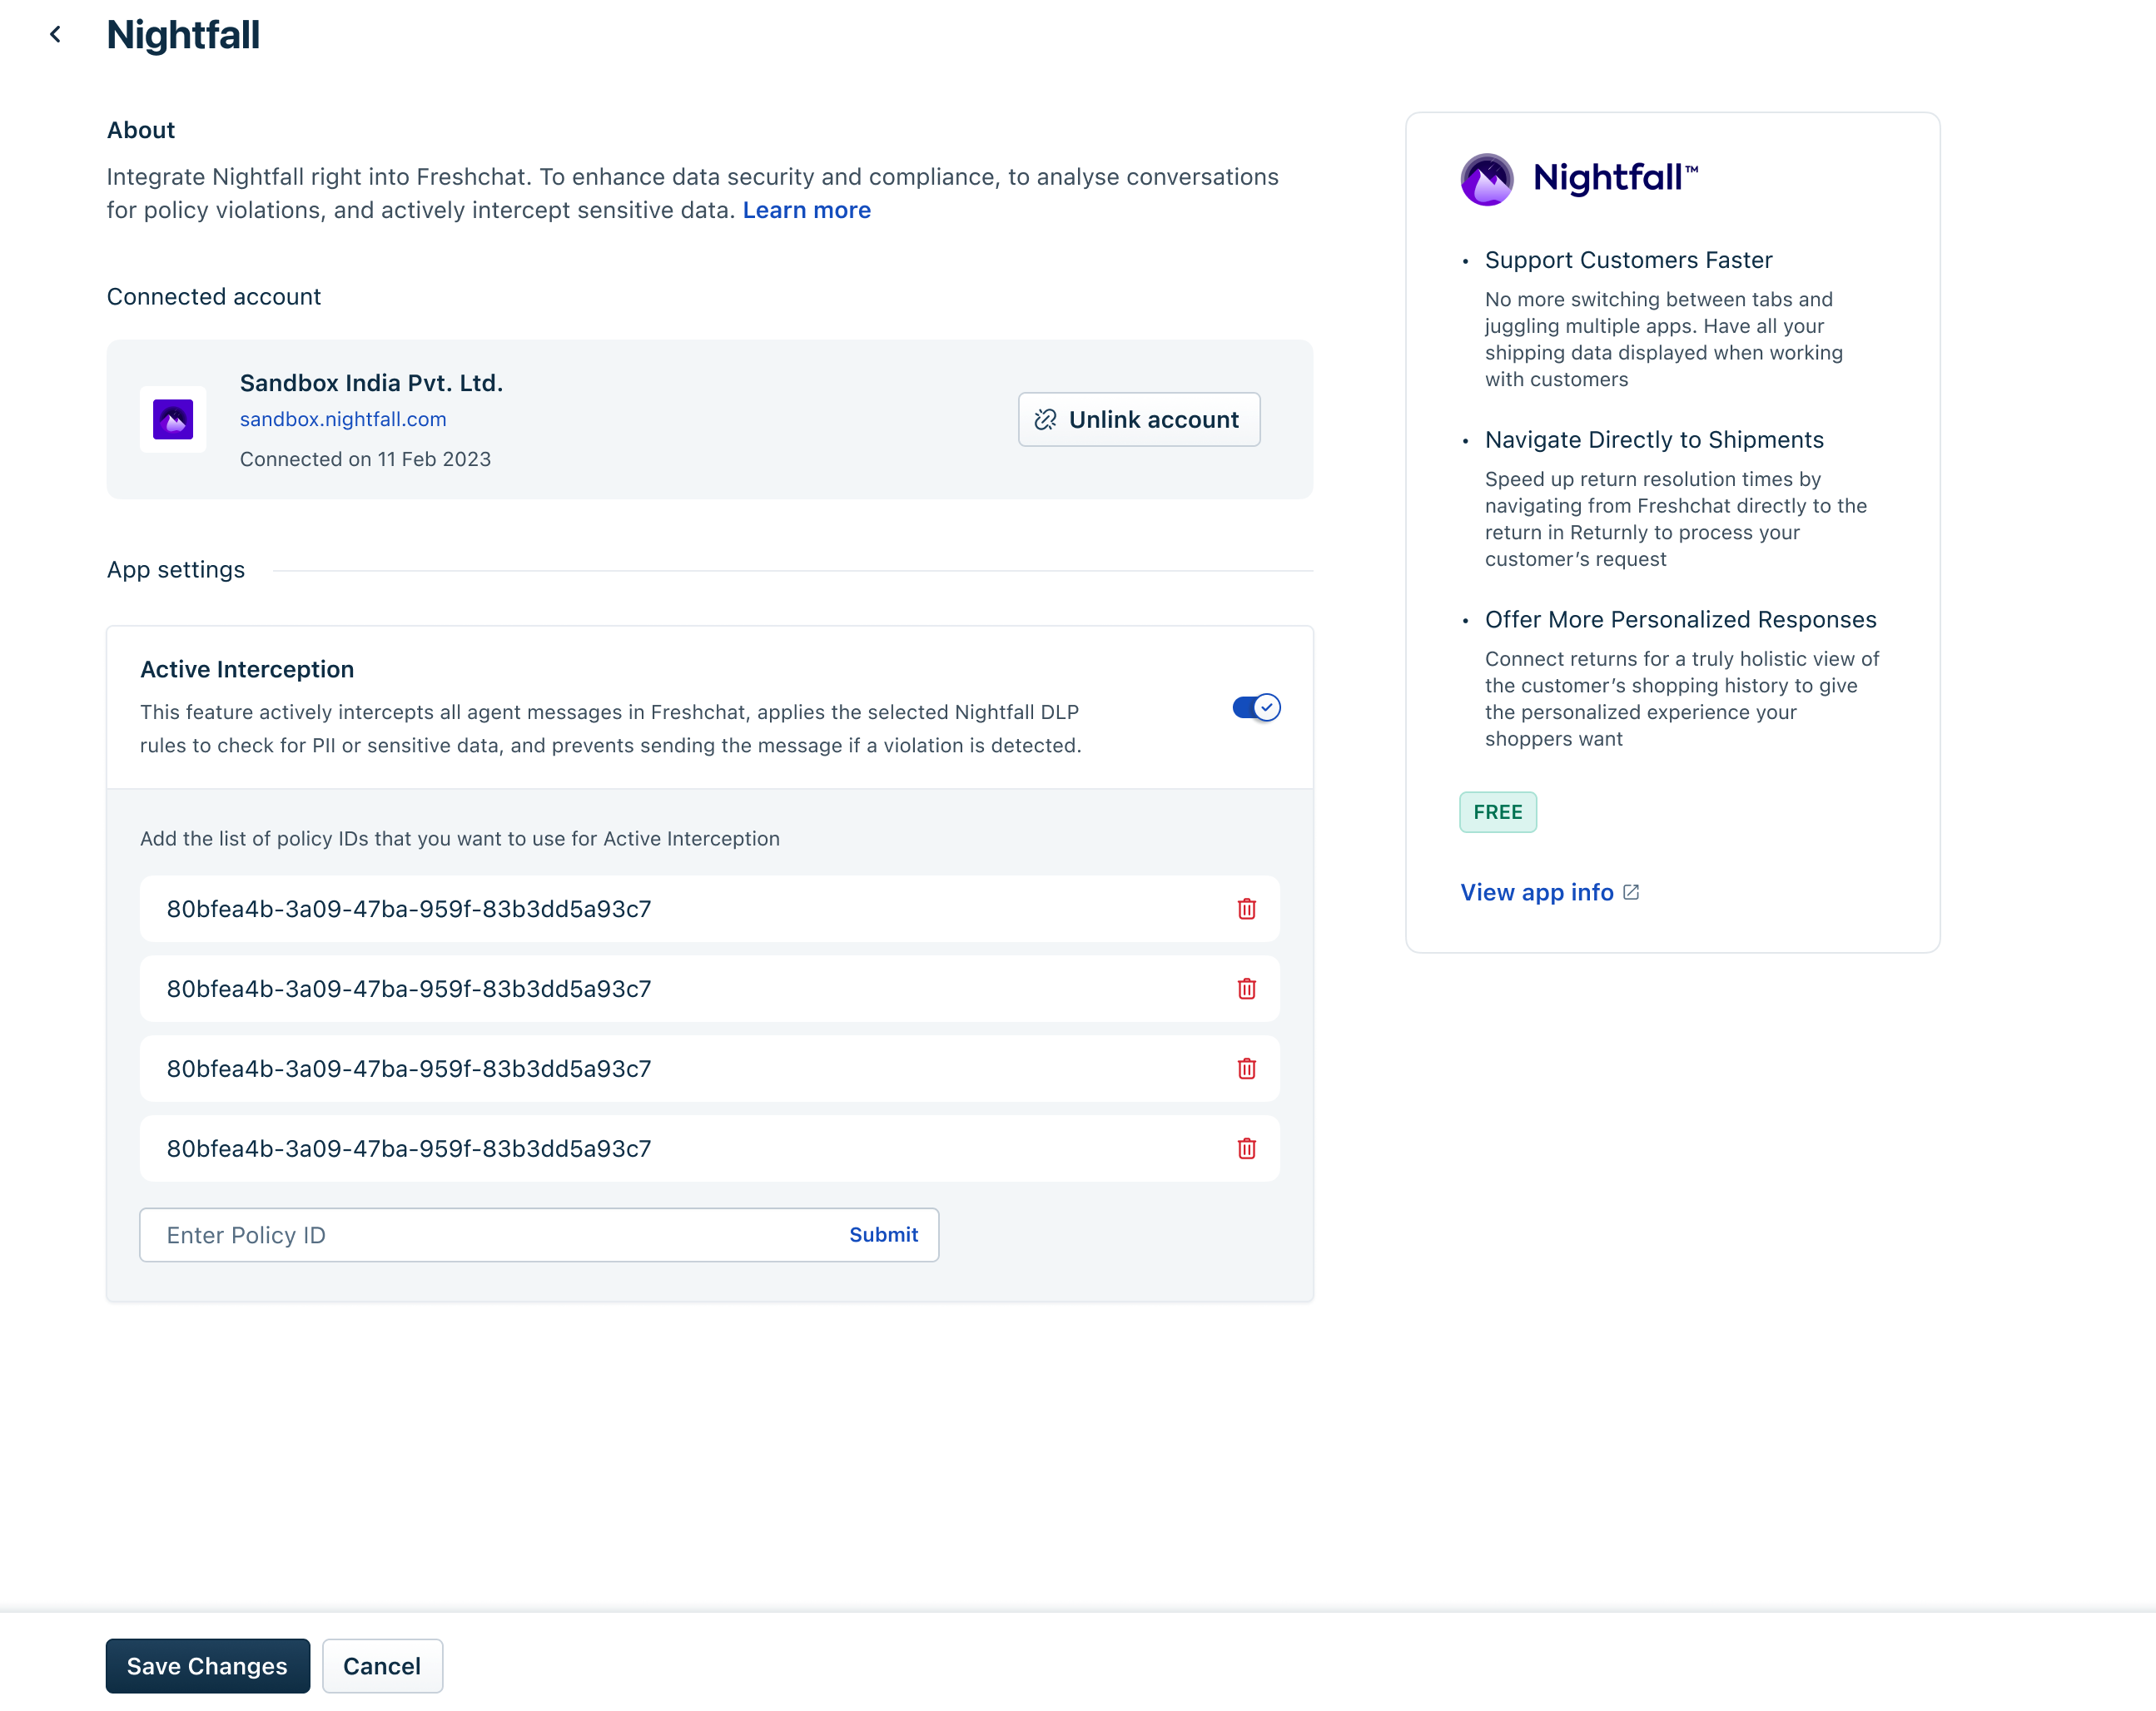 Nightfall
About
Integrate Nightfall right into Freshchat. To enhance data security and compliance, to analyse conversations
for policy violations, and actively intercept sensitive data. Learn more
Connected account
Sandbox India Pvt. Ltd.
sandbox.nightfall.com
Connected on 11 Feb 2023
Unlink account
App settings
Active Interception
This feature actively intercepts all agent messages in Freshchat, applies the selected Nightfall DLP
rules to check for PII or sensitive data, and prevents sending the message if a violation is detected.
Add the list of policy IDs that you want to use for Active Interception
80bfea4b-3a09-47ba-959f-83b3dd5a93c7
80bfea4b-3a09-47ba-959f-83b3dd5a93c7
80bfea4b-3a09-47ba-959f-83b3dd5a93c7
80bfea4b-3a09-47ba-959f-83b3dd5a93c7
Enter Policy ID
Submit
Nightfall™
• Support Customers Faster
No more switching between tabs and
juggling multiple apps. Have all your
shipping data displayed when working
with customers
• Navigate Directly to Shipments
Speed up return resolution times by
navigating from Freshchat directly to the
return in Returnly to process your
customer’s request
• Offer More Personalized Responses
Connect returns for a truly holistic view of
the customer’s shopping history to give
the personalized experience your
shoppers want
FREE
View app info
Save Changes
Cancel